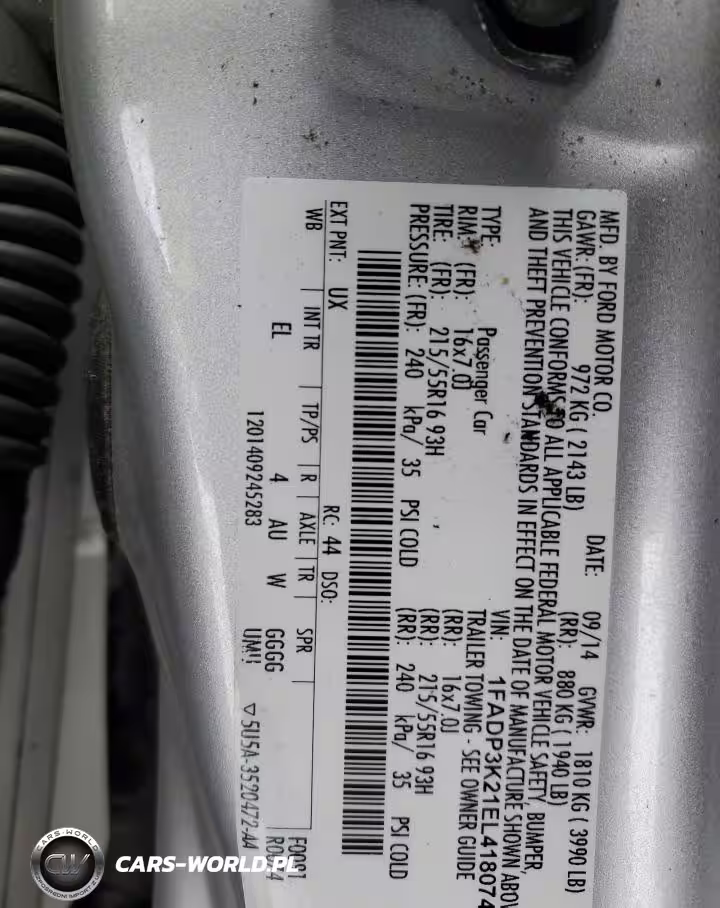 MFD. BY FORD MOTOR CO. DATE: 09/14 GVWR: 1810 KG ( 3990 LB)
GAWR: (FR): 972 KG ( 2143 LB) (RR): 880 KG ( 1940 LB)
THIS VEHICLE CONFORMS TO ALL APPLICABLE FEDERAL MOTOR VEHICLE SAFETY, BUMPER,
AND THEFT PREVENTION STANDARDS IN EFFECT ON THE DATE OF MANUFACTURE SHOWN ABOV
VIN: 1FADP3K21EL418674
TYPE: Passenger Car TRAILER TOWING - SEE OWNER GUIDE
RIM: (FR): 16x7.0J (RR): 16x7.0J
TIRE: (FR): 215/55R16 93H (RR): 215/55R16 93H
PRESSURE: (FR): 240 kPa/ 35 PSI COLD (RR): 240 kPa/ 35 PSI COLD
EXT PNT: UX RC: 44 DSO:
WB INT TR TP/PS R AXLE TR SPR
EL 4 AU W GGGG
1201409245283
▽5U5A-3520472-AA
CARS-WORLD
CW
CARS-WORLD.PL